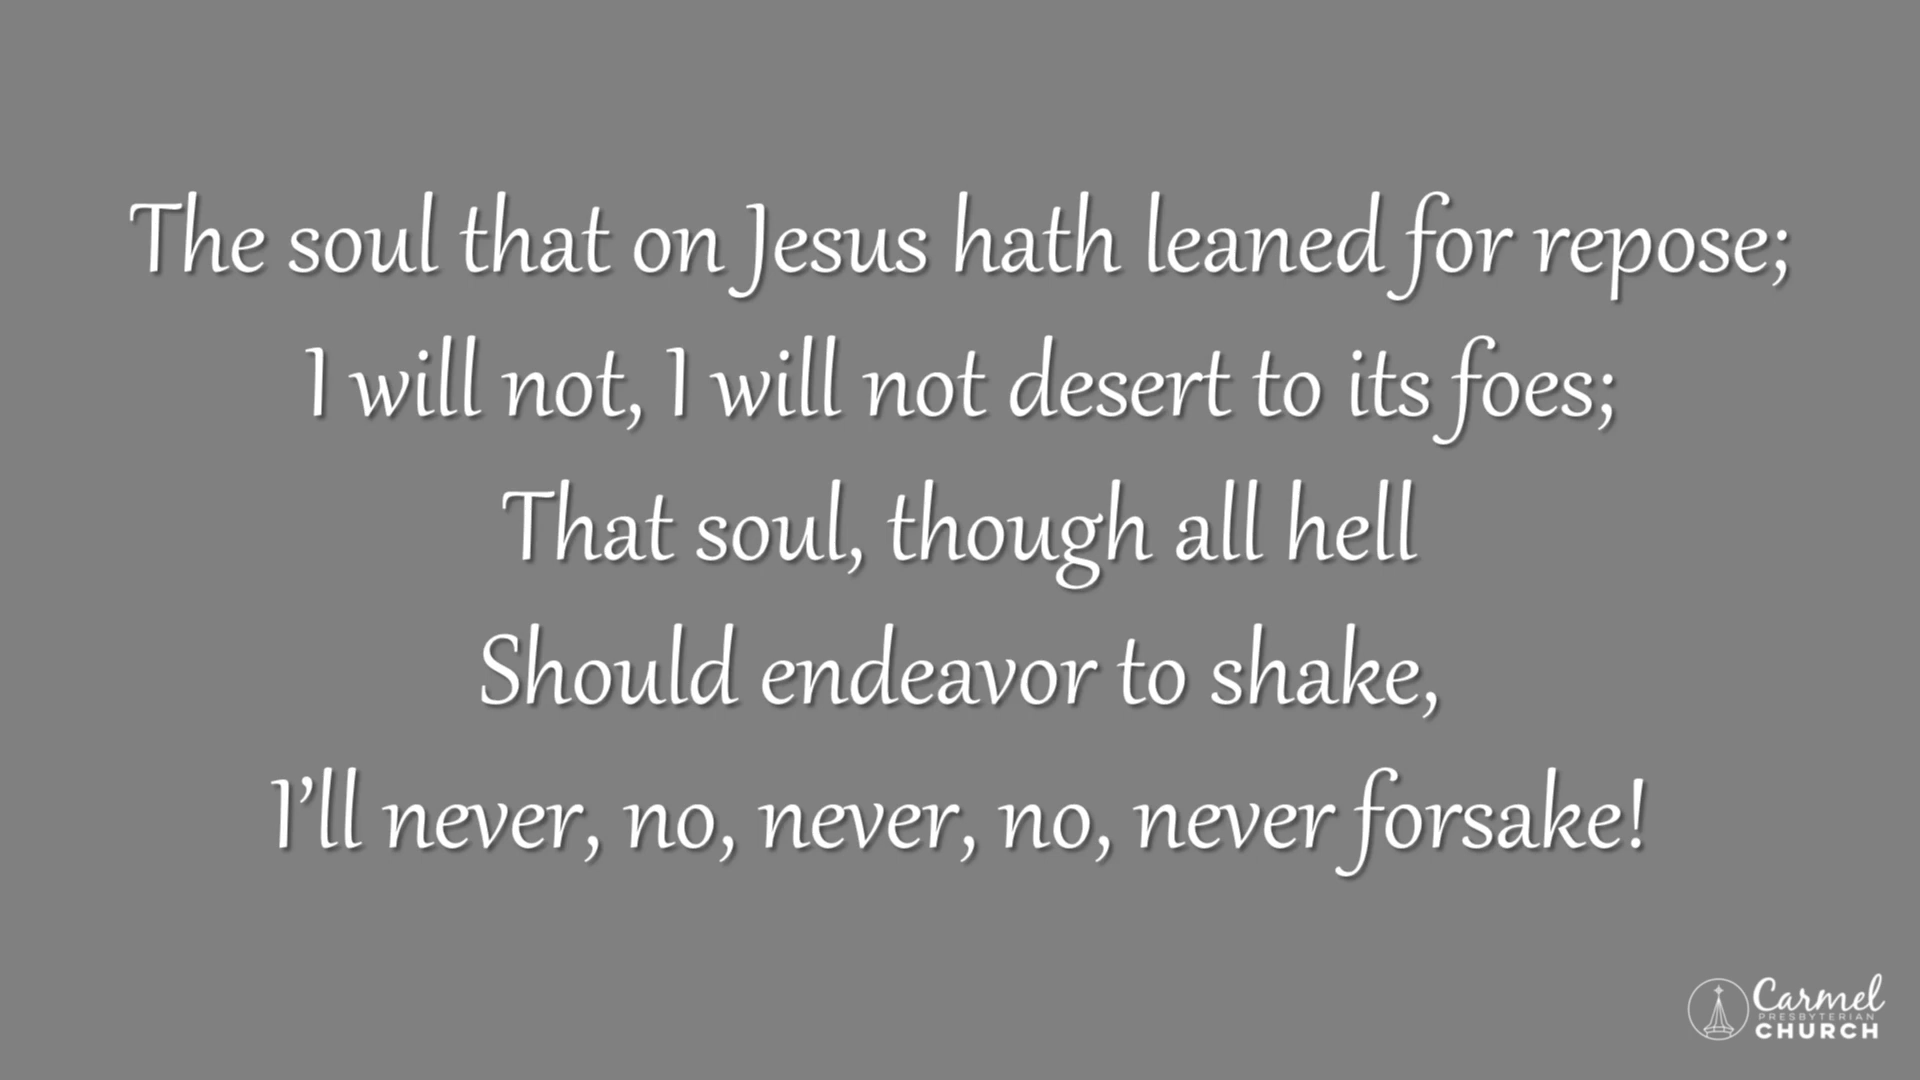 The soul that on Jesus hath leaned for repose;
I will not, I will not desert to its foes;
That soul, though all hell
Should endeavor to shake,
I’ll never, no, never, no, never forsake!
Carmel
PRESBYTERIAN
CHURCH